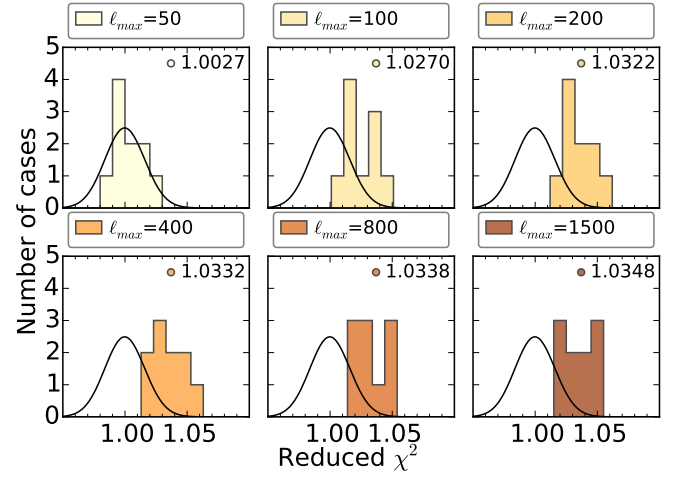 ℓmax=50 ℓmax=100 ℓmax=200
5 1.0027 1.0270 1.0322
4
3
2
1
0
ℓmax=400 ℓmax=800 ℓmax=1500
5 1.0332 1.0338 1.0348
4
3
2
1
0
1.00 1.05 1.00 1.05 1.00 1.05
Reduced χ²
Number of cases